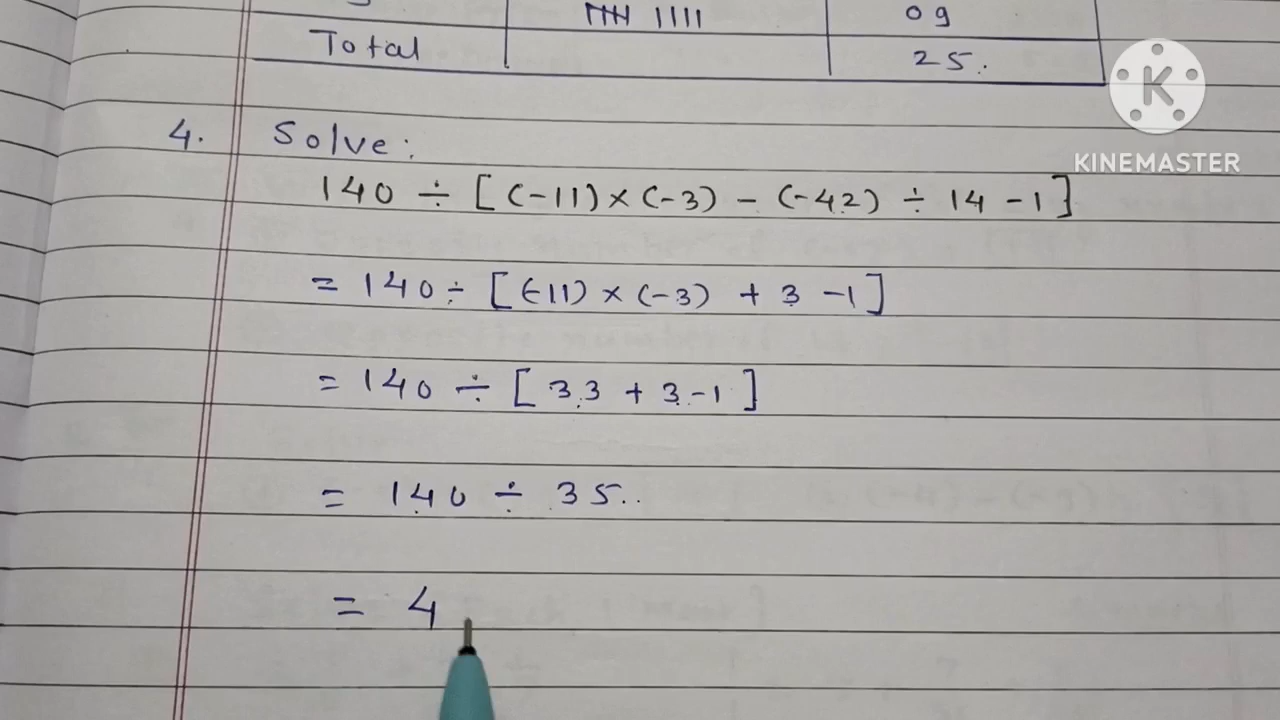 09
Total 25.
K
KINEMASTER
4. Solve:
140 ÷ [(-11)×(-3) - (-42) ÷ 14 -1]
= 140 ÷ [(-11) × (-3) + 3 -1]
= 140 ÷ [33 + 3 -1]
= 140 ÷ 35..
= 4